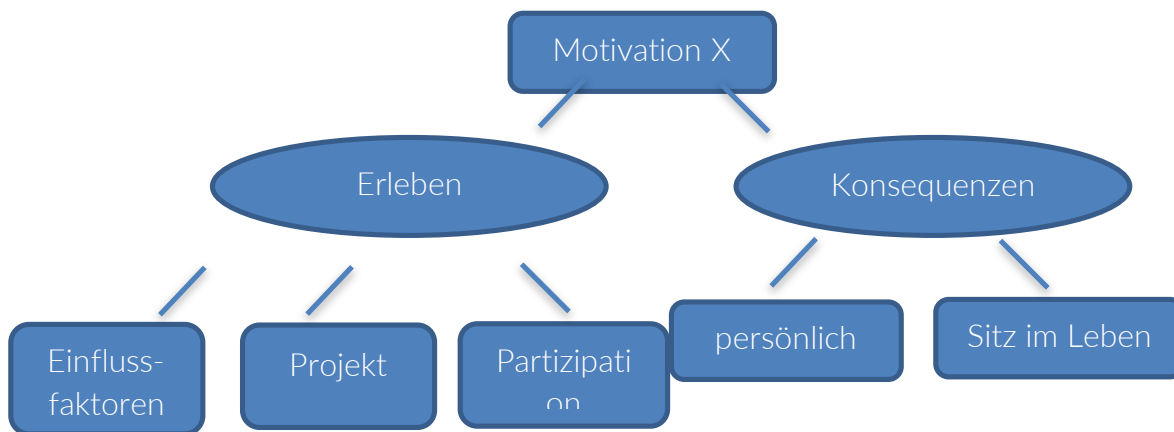 Motivation X
Erleben
Konsequenzen
Einfluss-
faktoren
Projekt
Partizipati
on
persönlich
Sitz im Leben